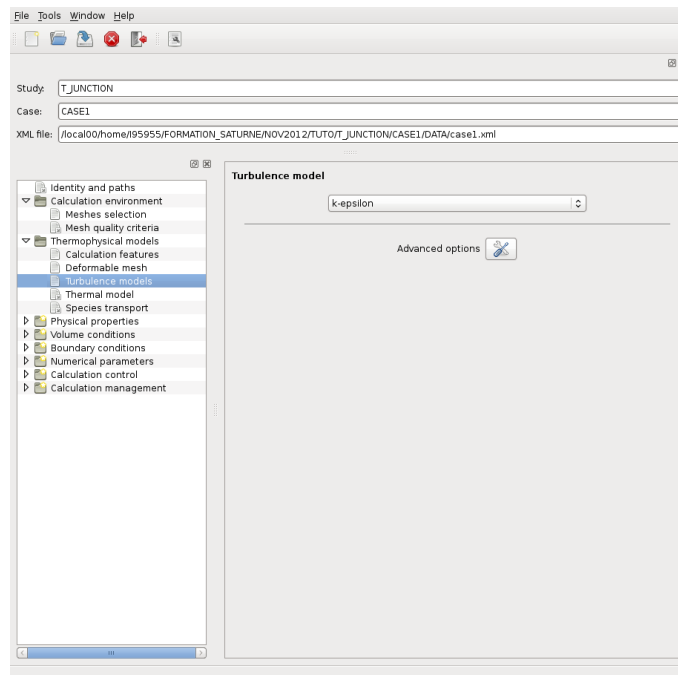 File Tools Window Help
Study: T_JUNCTION
Case: CASE1
XML file: /local00/home/I95955/FORMATION_SATURNE/NOV2012/TUTO/T_JUNCTION/CASE1/DATA/case1.xml
Identity and paths
Calculation environment
Meshes selection
Mesh quality criteria
Thermophysical models
Calculation features
Deformable mesh
Turbulence models
Thermal model
Species transport
Physical properties
Volume conditions
Boundary conditions
Numerical parameters
Calculation control
Calculation management
Turbulence model
k-epsilon
Advanced options